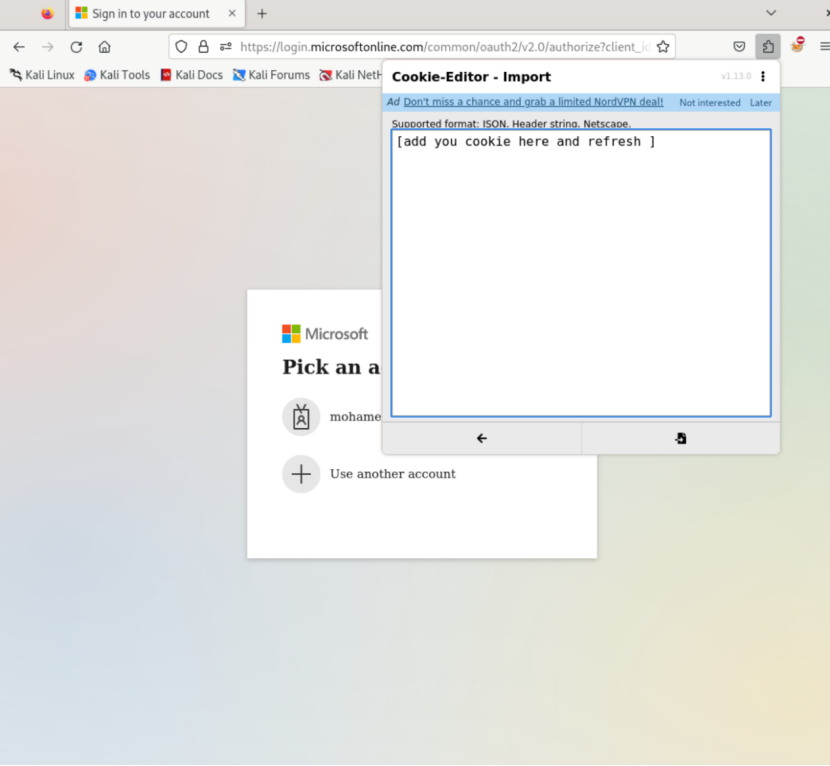 Sign in to your account
https://login.microsoftonline.com/common/oauth2/v2.0/authorize?client_id
Kali Linux Kali Tools Kali Docs Kali Forums Kali NetH
Cookie-Editor - Import v1.13.0
Ad Don't miss a chance and grab a limited NordVPN deal! Not interested Later
Supported format: JSON, Header string, Netscape.
[add you cookie here and refresh ]
Microsoft
Pick an a
mohame
Use another account